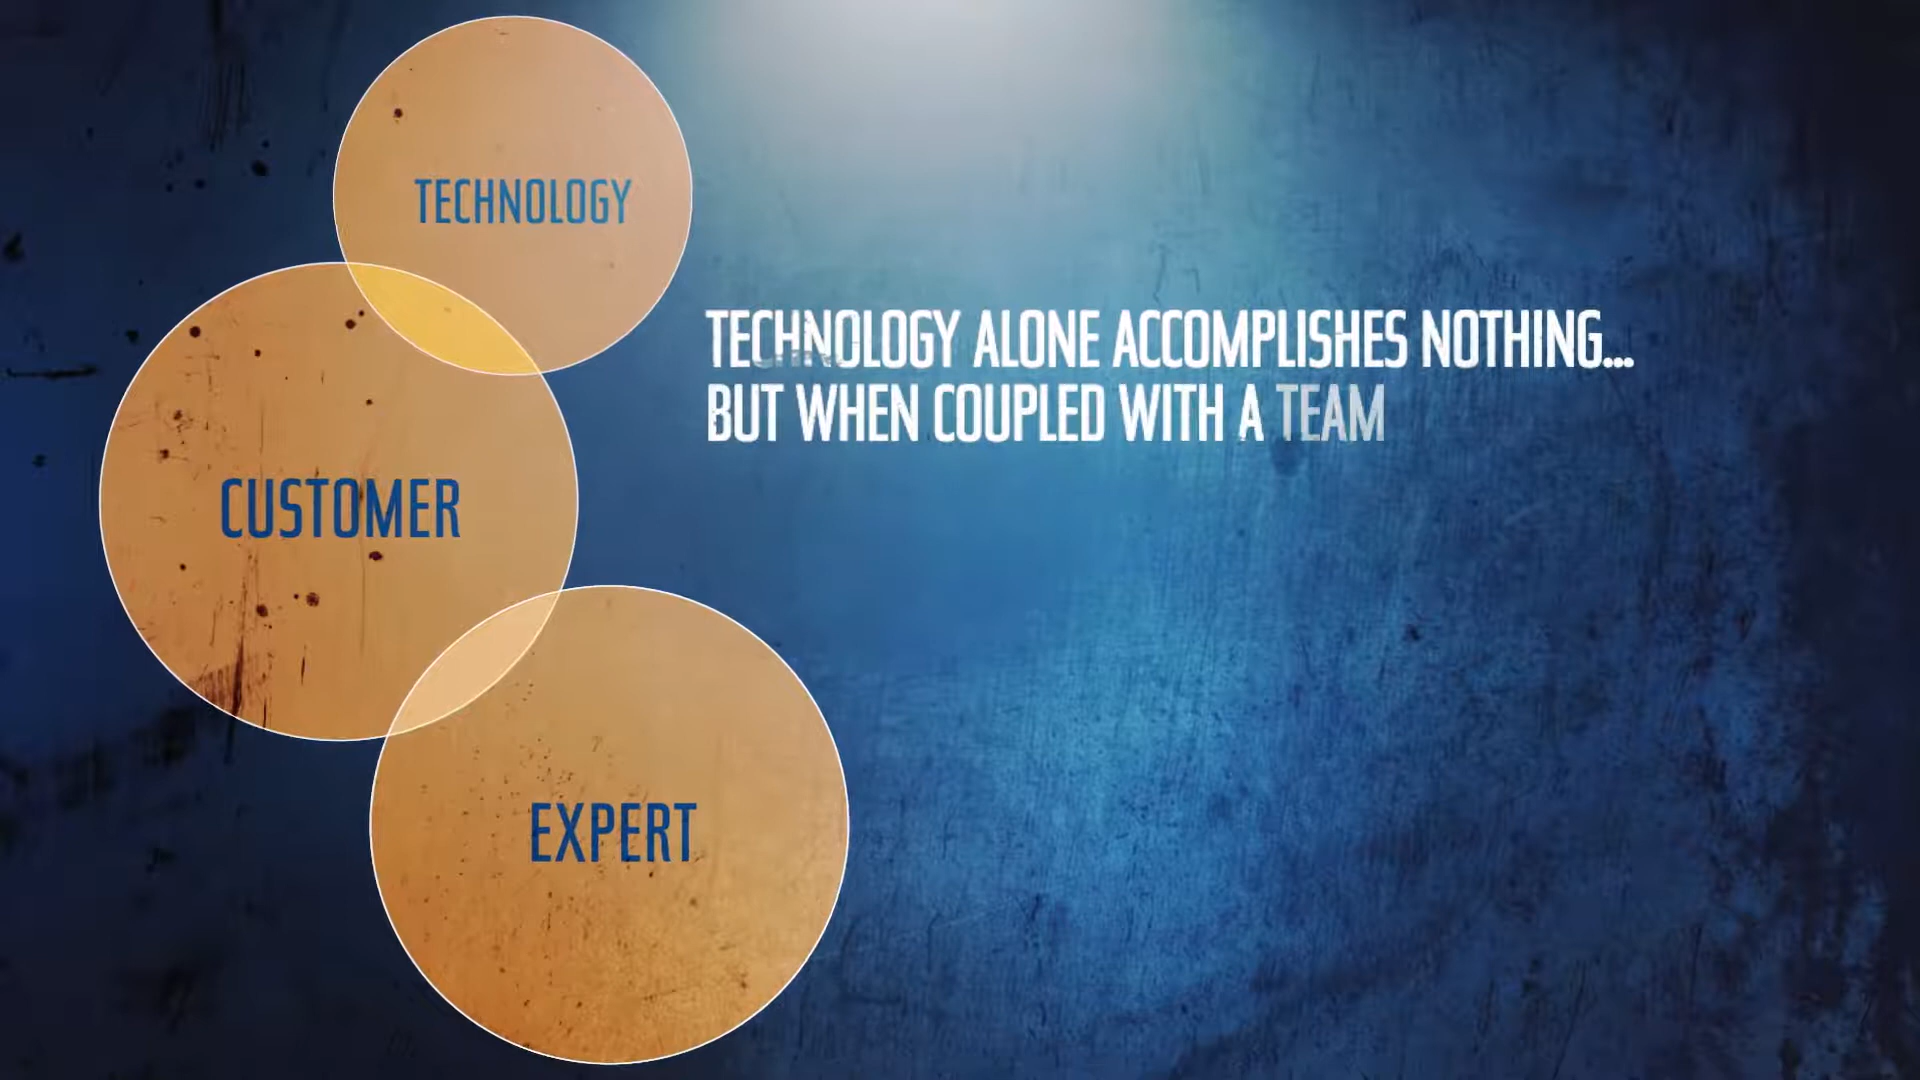 TECHNOLOGY
TECHNOLOGY ALONE ACCOMPLISHES NOTHING...
BUT WHEN COUPLED WITH A TEAM
CUSTOMER
EXPERT